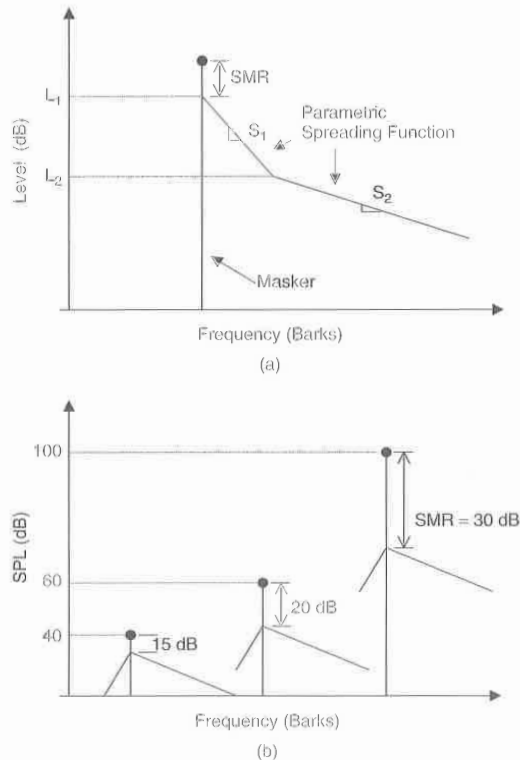 SMR
L1
Parametric
Spreading Function
S1
Level (dB)
L2
S2
Masker
Frequency (Barks)
(a)
100
SMR = 30 dB
SPL (dB)
60
20 dB
40
15 dB
Frequency (Barks)
(b)